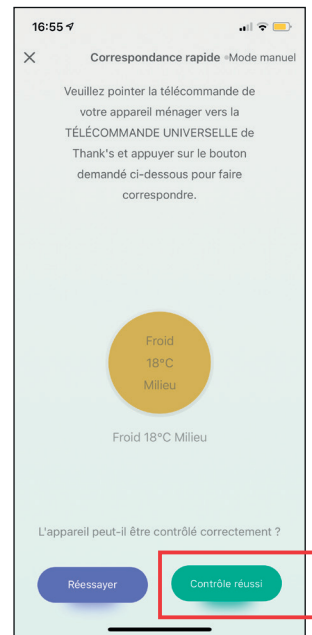 16:55
Correspondance rapide Mode manuel
Veuillez pointer la télécommande de
votre appareil ménager vers la
TÉLÉCOMMANDE UNIVERSELLE de
Thank's et appuyer sur le bouton
demandé ci-dessous pour faire
correspondre.
Froid
18°C
Milieu
Froid 18°C Milieu
L'appareil peut-il être contrôlé correctement ?
Réessayer Contrôle réussi